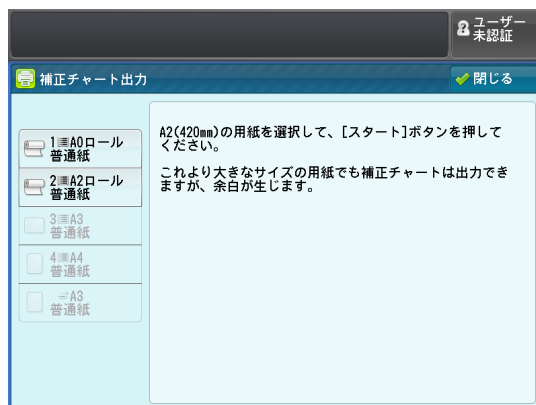 ユーザー
未認証
補正チャート出力
閉じる
1 A0ロール
普通紙
2 A2ロール
普通紙
3 A3
普通紙
4 A4
普通紙
A3
普通紙
A2(420mm)の用紙を選択して、[スタート]ボタンを押して
ください。
これより大きなサイズの用紙でも補正チャートは出力でき
ますが、余白が生じます。